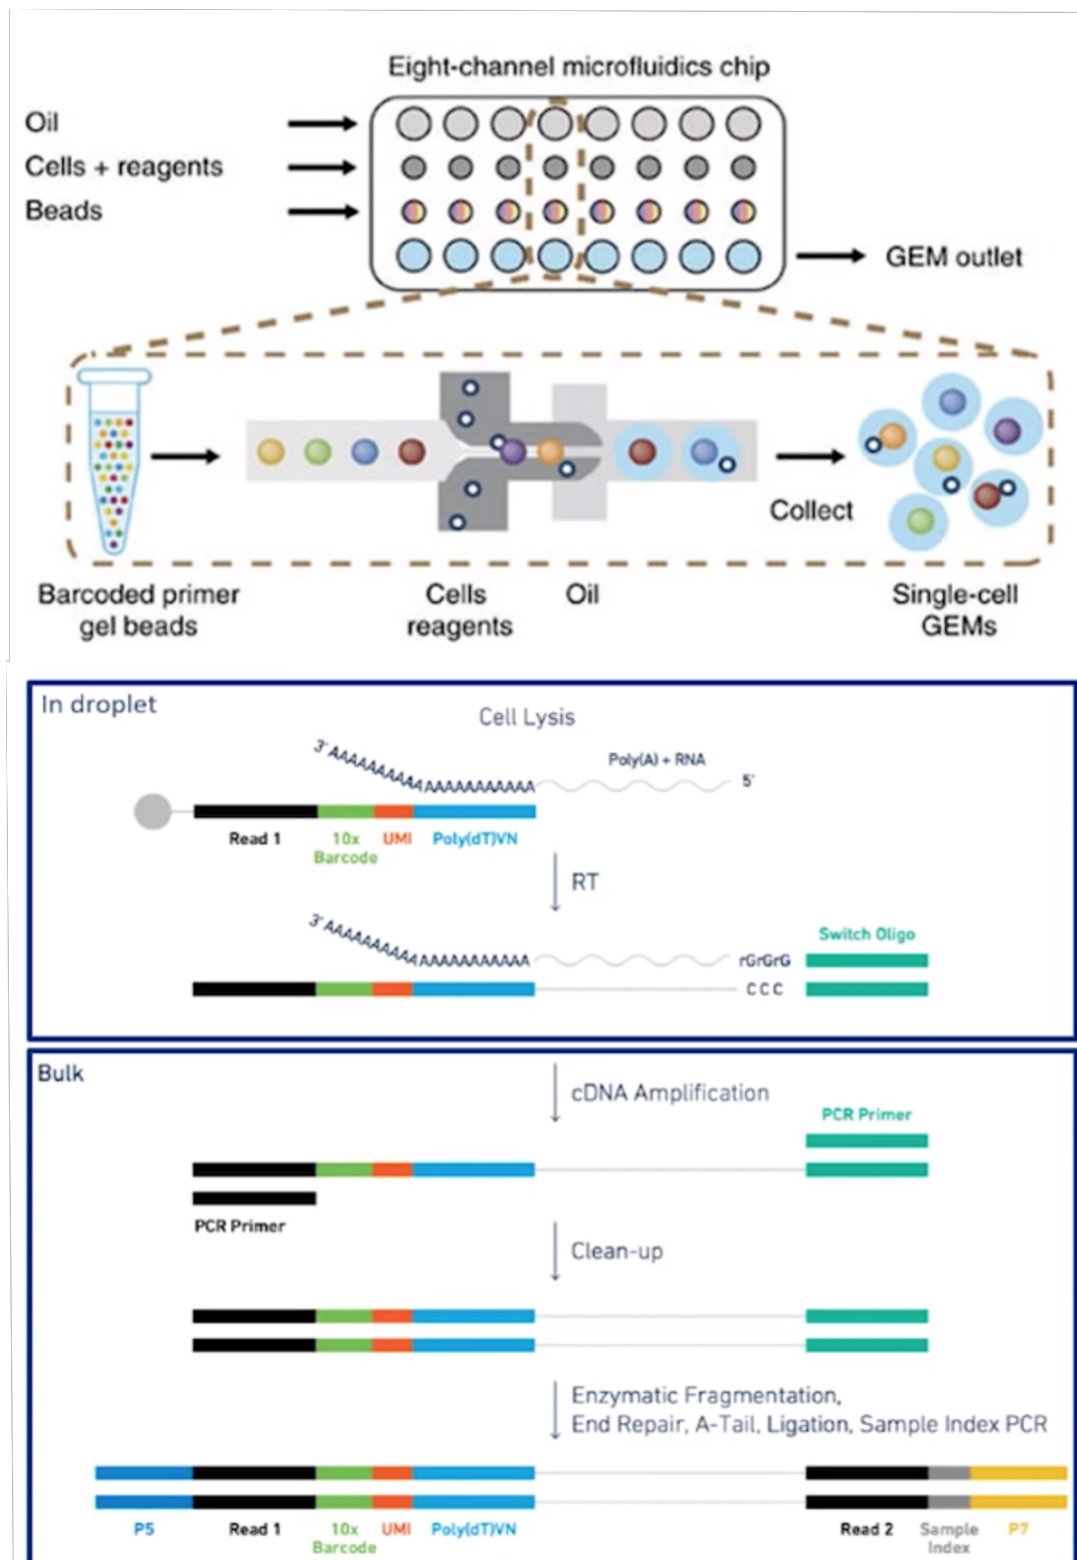 Eight-channel microfluidics chip
Oil
Cells + reagents
Beads
GEM outlet
Collect
Barcoded primer
gel beads
Cells
reagents
Oil
Single-cell
GEMs
In droplet
Cell Lysis
3' AAAAAAAAAAAAAAAAAAAAA
Poly(A) + RNA
5'
Read 1
10x
Barcode
UMI
Poly(dT)VN
RT
3' AAAAAAAAAAAAAAAAAAAAA
Switch Oligo
rGrGrG
CCC
Bulk
cDNA Amplification
PCR Primer
PCR Primer
Clean-up
Enzymatic Fragmentation,
End Repair, A-Tail, Ligation, Sample Index PCR
P5
Read 1
10x
Barcode
UMI
Poly(dT)VN
Read 2
Sample
Index
P7